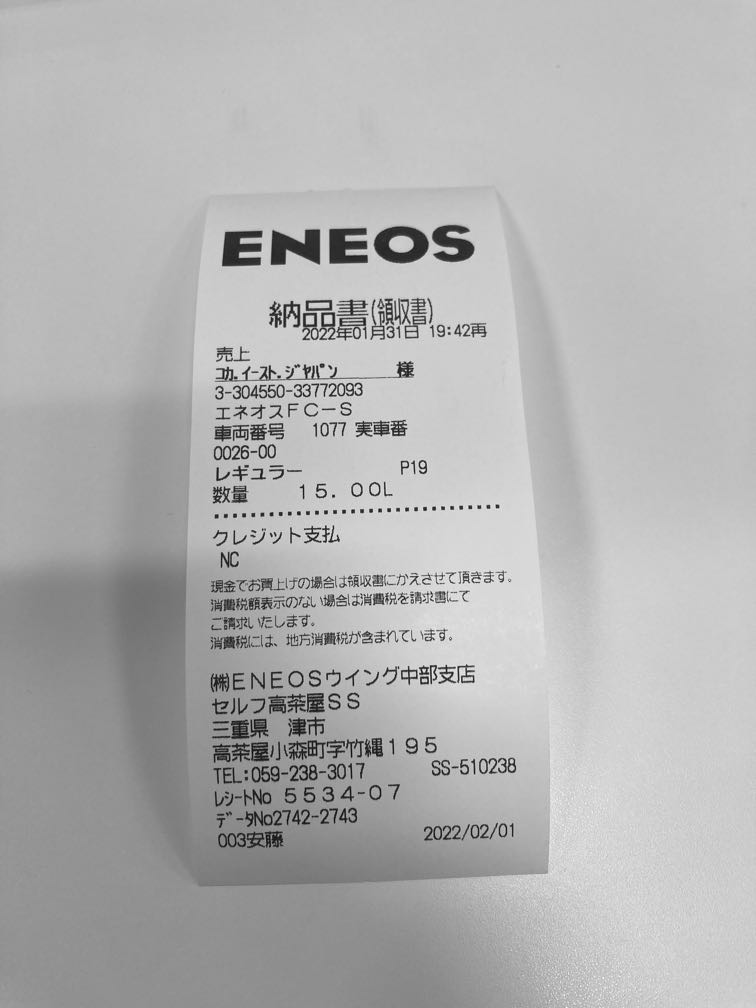 ENEOS
納品書(領収書)
2022年01月31日 19:42再
売上
コカ.イースト.ジャパン 様
3-304550-33772093
エネオスFC-S
車両番号 1077 実車番
0026-00
レギュラー P19
数量 15.00L
クレジット支払
NC
現金でお買上げの場合は領収書にかえさせて頂きます。
消費税額表示のない場合は消費税を請求書にて
ご請求いたします。
消費税には、地方消費税が含まれています。
(株)ENEOSウイング中部支店
セルフ高茶屋SS
三重県 津市
高茶屋小森町字竹縄195
TEL:059-238-3017 SS-510238
レシートNo 5534-07
データNo2742-2743
003安藤 2022/02/01